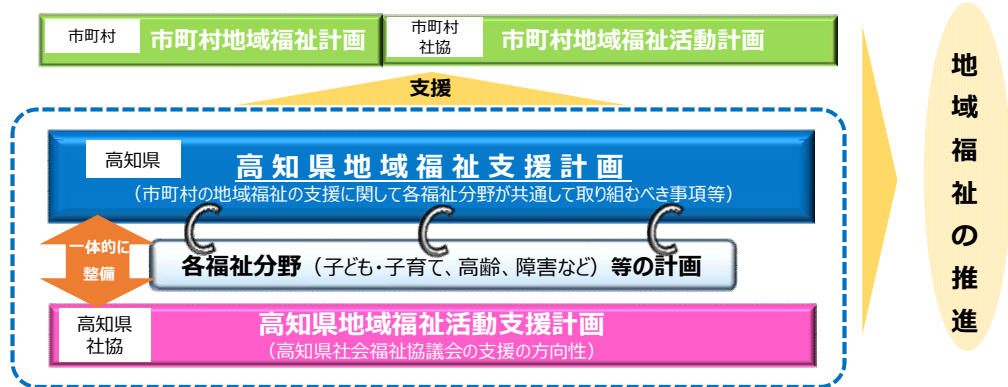 市町村
市町村地域福祉計画
市町村
社協
市町村地域福祉活動計画
支援
高知県
高知県地域福祉支援計画
（市町村の地域福祉の支援に関して各福祉分野が共通して取り組むべき事項等）
一体的に
整備
各福祉分野（子ども・子育て、高齢、障害など）等の計画
高知県
社協
高知県地域福祉活動支援計画
（高知県社会福祉協議会の支援の方向性）
地域福祉の推進